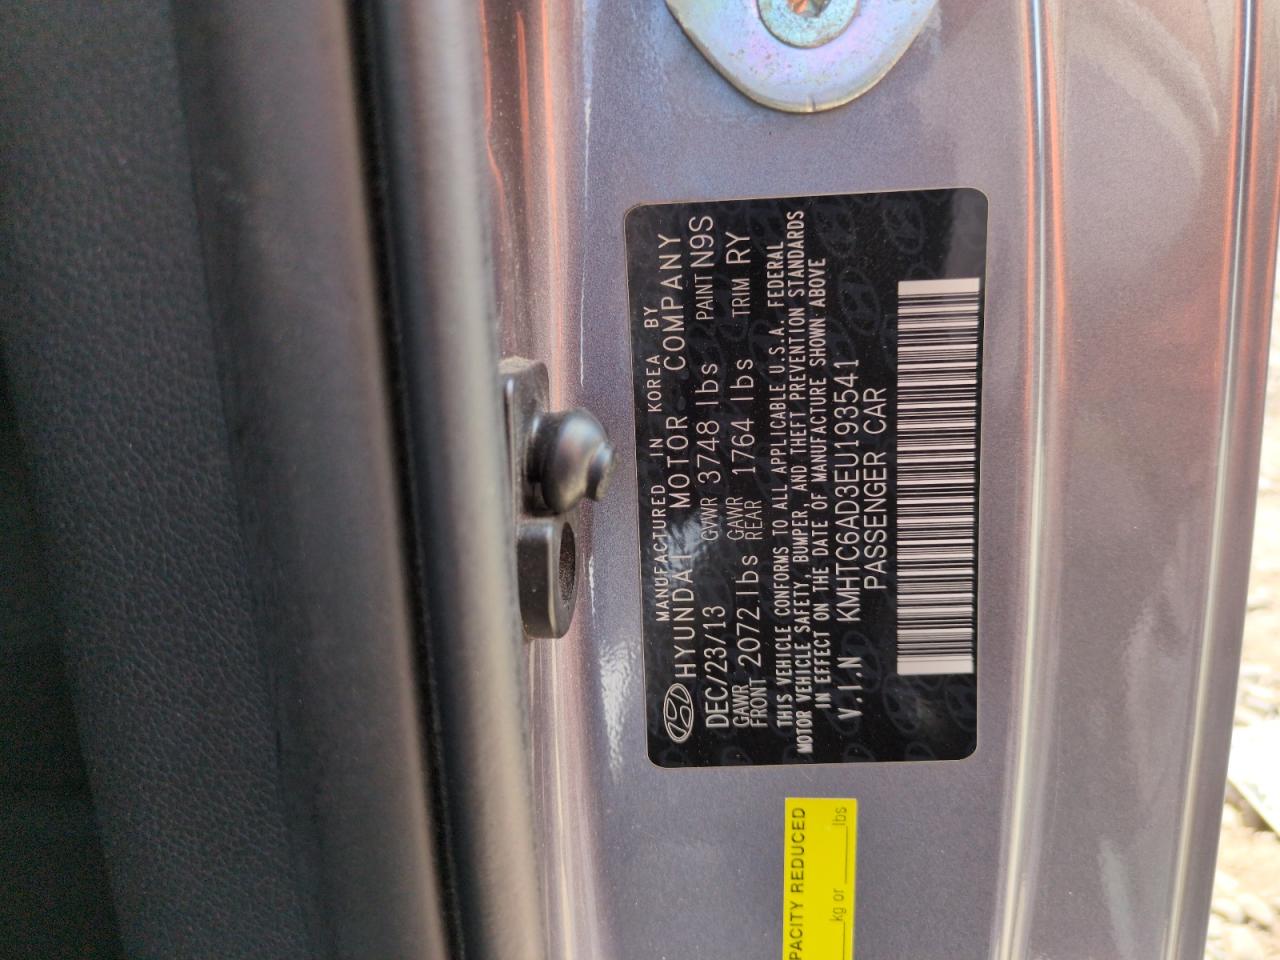 MANUFACTURED IN KOREA BY
HYUNDAI MOTOR COMPANY
DEC/23/13 GVWR 3748 lbs PAINT N9S
GAWR FRONT 2072.lbs GAWR REAR 1764 lbs TRIM RY
THIS VEHICLE CONFORMS TO ALL APPLICABLE U.S.A. FEDERAL
MOTOR VEHICLE SAFETY, BUMPER, AND THEFT PREVENTION STANDARDS
IN EFFECT ON THE DATE OF MANUFACTURE SHOWN ABOVE
V.I.N KMHTC6AD3EU193541
PASSENGER CAR
PACITY REDUCED
kg or lbs